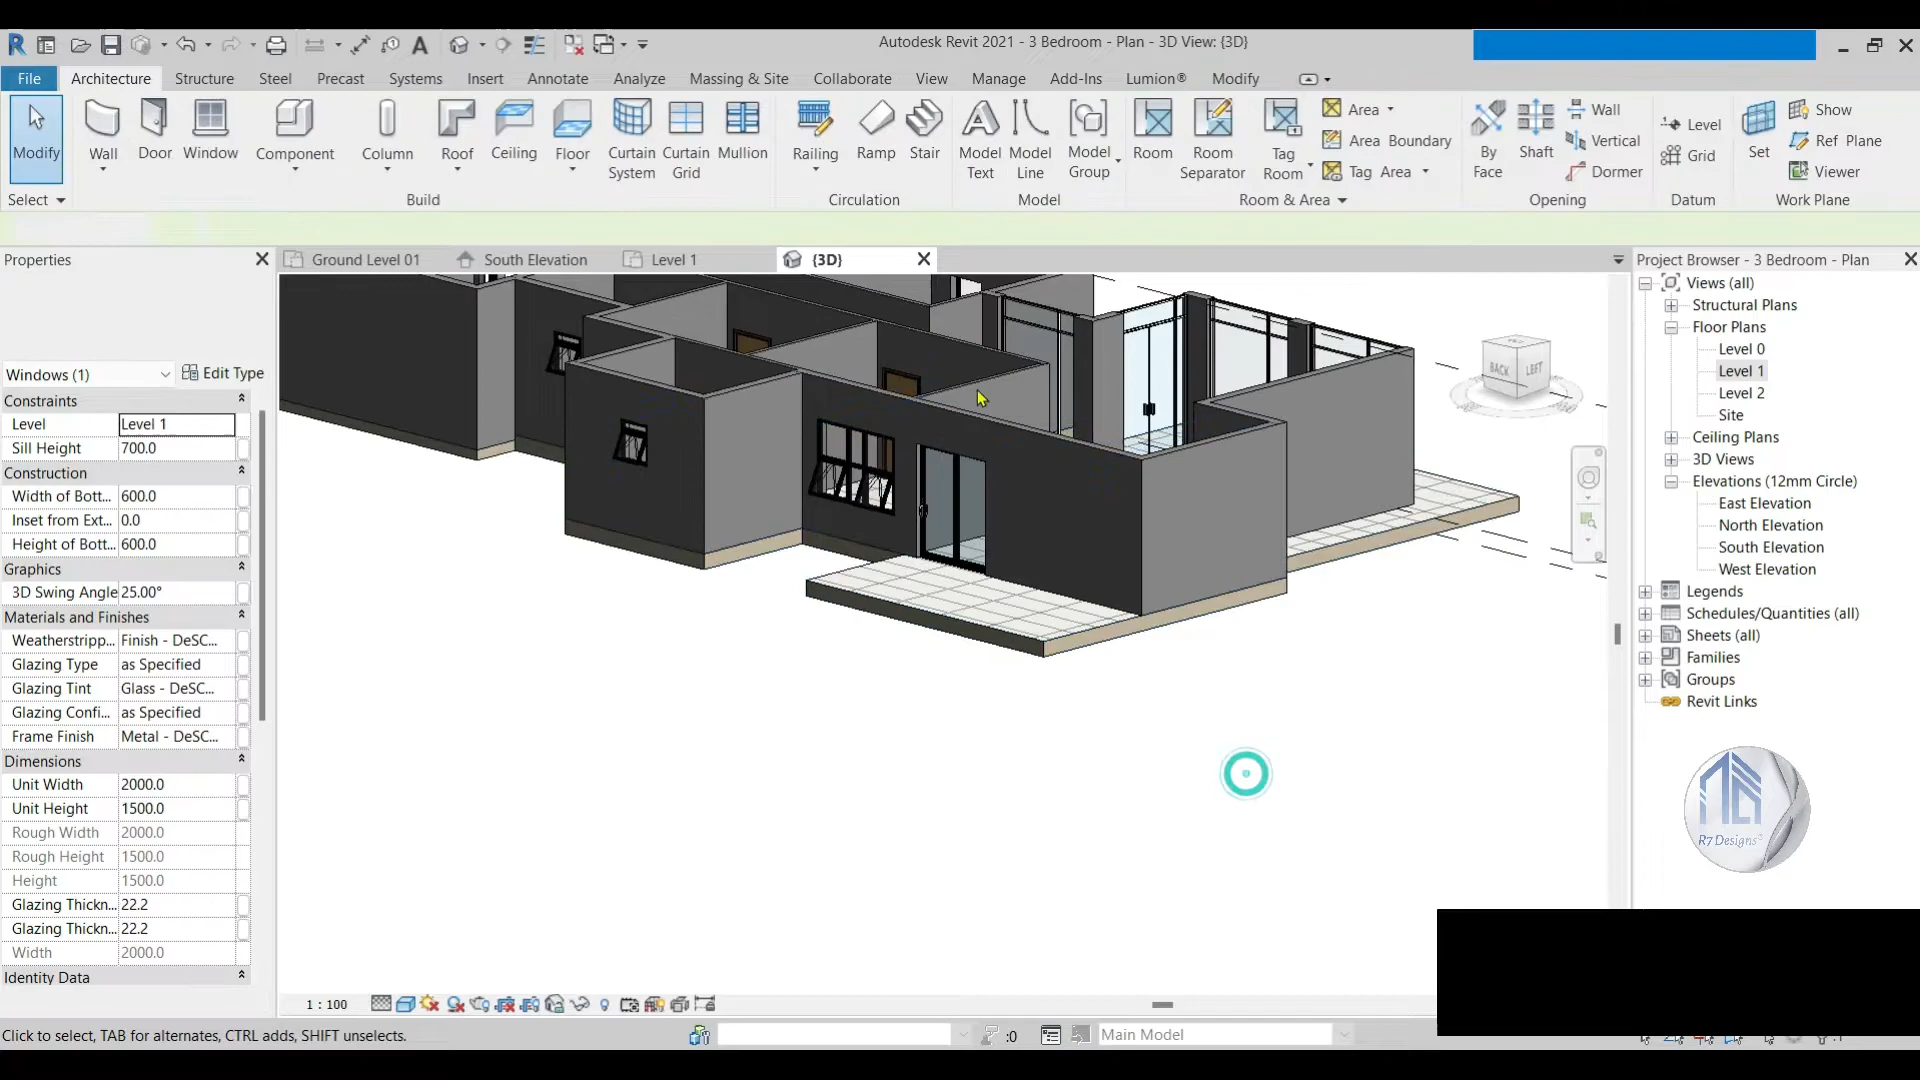 Autodesk Revit 2021 - 3 Bedroom - Plan - 3D View: {3D}
File Architecture Structure Steel Precast Systems Insert Annotate Analyze Massing & Site Collaborate View Manage Add-Ins Lumion® Modify
Modify Wall Door Window Component Column Roof Ceiling Floor Curtain System Curtain Grid Mullion Railing Ramp Stair Model Text Model Line Model Group Room Room Separator Tag Room
Area
Area Boundary
Tag Area
By Face Shaft
Wall
Vertical
Dormer
Level
Grid
Set
Show
Ref Plane
Viewer
Select Build Circulation Model Room & Area Opening Datum Work Plane
Properties
Ground Level 01 South Elevation Level 1 {3D}
Windows (1) Edit Type
Constraints
Level Level 1
Sill Height 700.0
Construction
Width of Bott... 600.0
Inset from Ext... 0.0
Height of Bott... 600.0
Graphics
3D Swing Angle 25.00°
Materials and Finishes
Weatherstripp... Finish - DeSC...
Glazing Type as Specified
Glazing Tint Glass - DeSC...
Glazing Confi... as Specified
Frame Finish Metal - DeSC...
Dimensions
Unit Width 2000.0
Unit Height 1500.0
Rough Width 2000.0
Rough Height 1500.0
Height 1500.0
Glazing Thickn... 22.2
Glazing Thickn... 22.2
Width 2000.0
Identity Data
BACK LEFT
Project Browser - 3 Bedroom - Plan
Views (all)
Structural Plans
Floor Plans
Level 0
Level 1
Level 2
Site
Ceiling Plans
3D Views
Elevations (12mm Circle)
East Elevation
North Elevation
South Elevation
West Elevation
Legends
Schedules/Quantities (all)
Sheets (all)
Families
Groups
Revit Links
R7 Designs
1 : 100
Click to select, TAB for alternates, CTRL adds, SHIFT unselects.
:0
Main Model